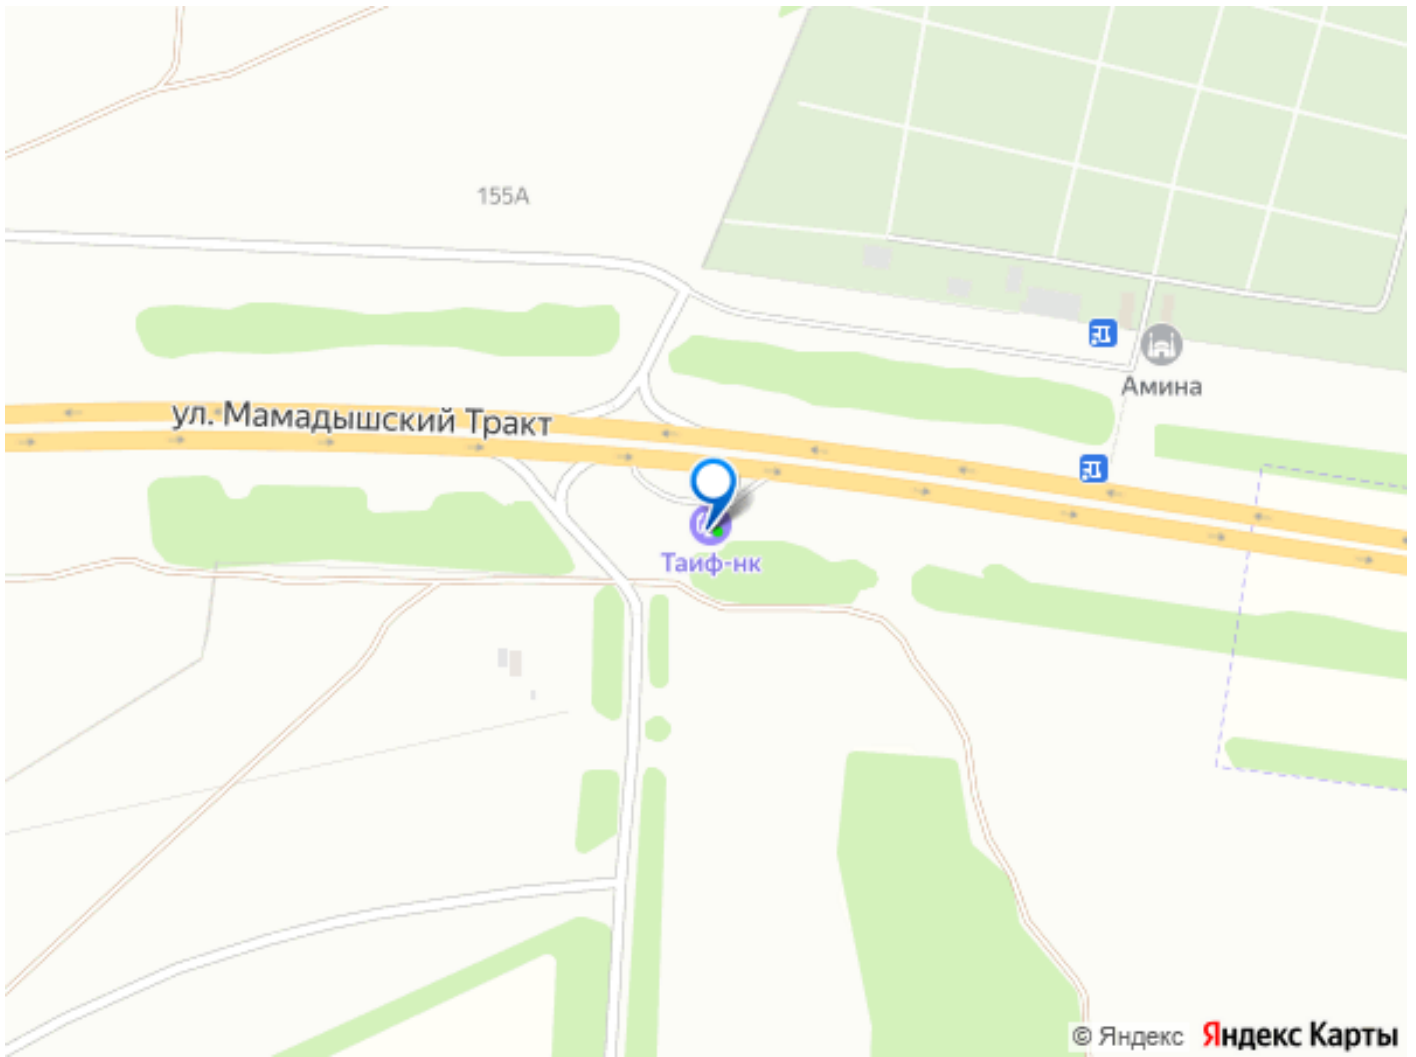 155А
ул. Мамадышский Тракт
Амина
Таиф-нк
© Яндекс Яндекс Карты